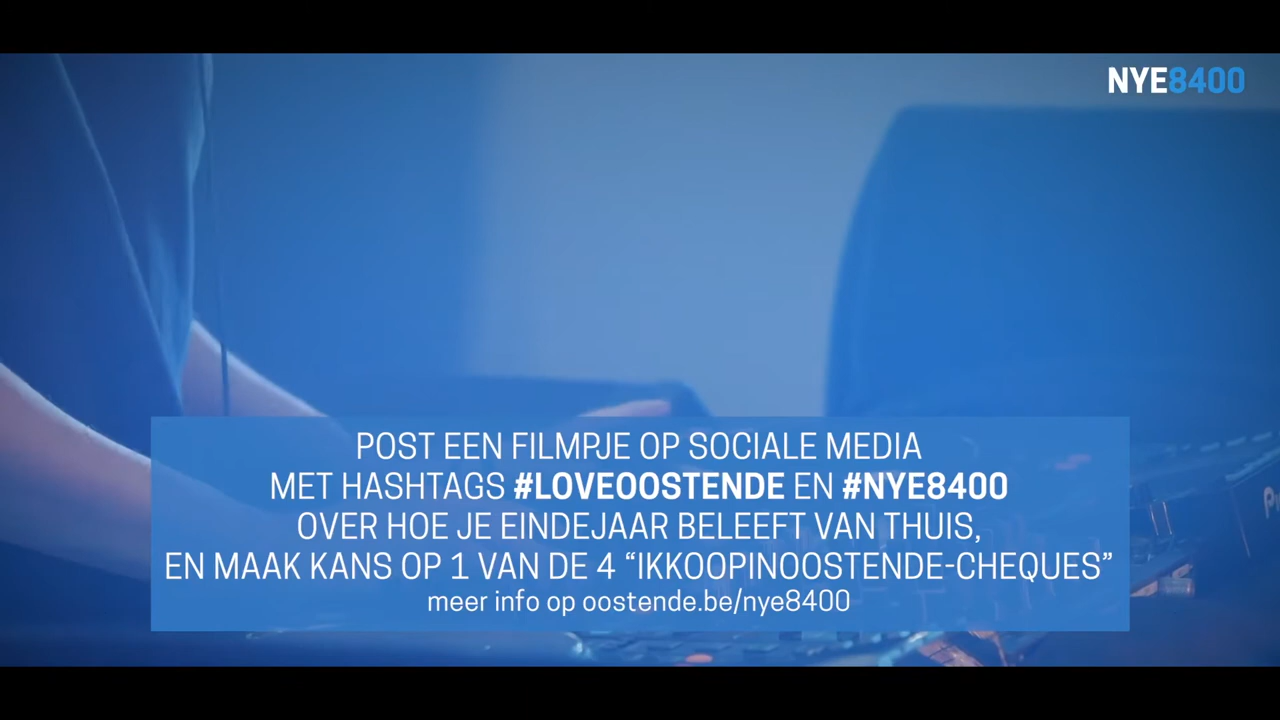 NYE8400
POST EEN FILMPJE OP SOCIALE MEDIA
MET HASHTAGS #LOVEOOSTENDE EN #NYE8400
OVER HOE JE EINDEJAAR BELEEFT VAN THUIS,
EN MAAK KANS OP 1 VAN DE 4 “IKKOOPINOOSTENDE-CHEQUES”
meer info op oostende.be/nye8400